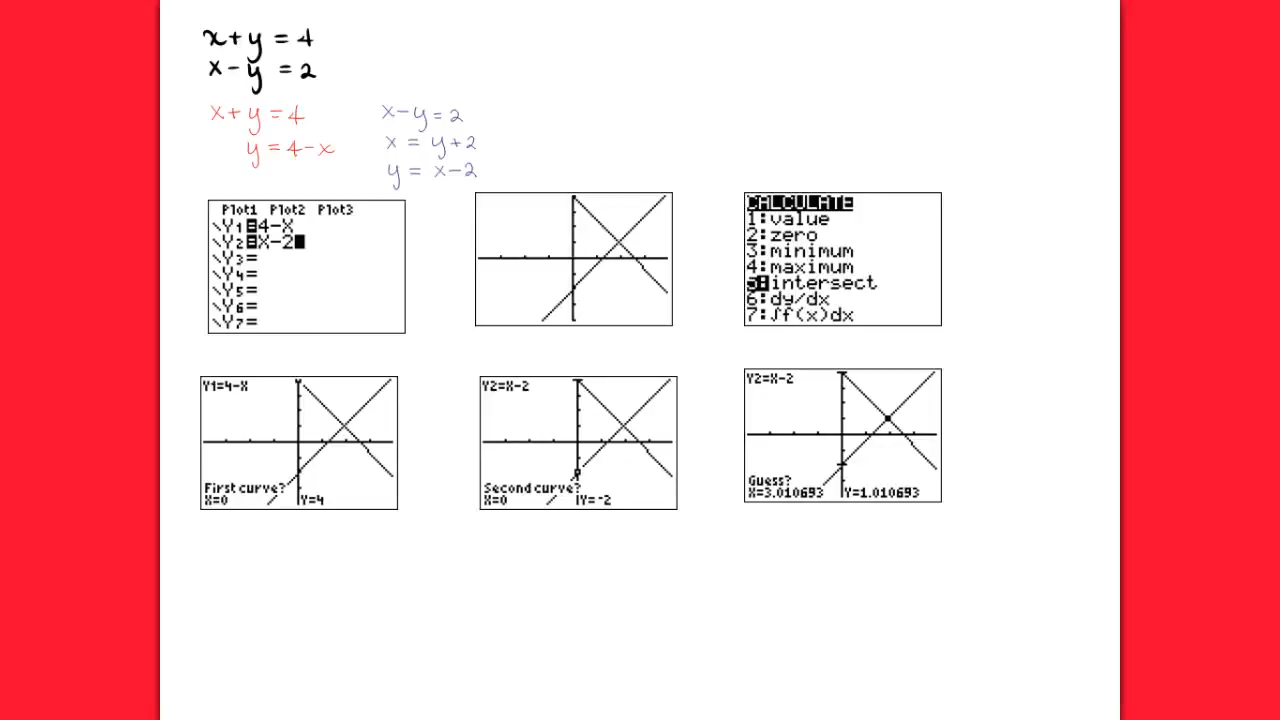 x+y=4
x-y=2
x+y=4
y=4-x
x-y=2
x=y+2
y=x-2
Plot1 Plot2 Plot3
\Y1=4-X
\Y2=X-2
\Y3=
\Y4=
\Y5=
\Y6=
\Y7=
CALCULATE
1:value
2:zero
3:minimum
4:maximum
5:intersect
6:dy/dx
7:∫f(x)dx
Y1=4-X
First curve?
X=0 Y=4
Y2=X-2
Second curve?
X=0 Y=-2
Y2=X-2
Guess?
X=3.010693 Y=1.010693